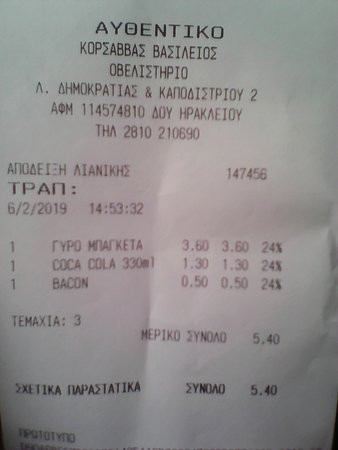 ΑΥΘΕΝΤΙΚΟ
ΚΟΡΣΑΒΒΑΣ ΒΑΣΙΛΕΙΟΣ
ΟΒΕΛΙΣΤΗΡΙΟ
Λ. ΔΗΜΟΚΡΑΤΙΑΣ & ΚΑΠΟΔΙΣΤΡΙΟΥ 2
ΑΦΜ 114574810 ΔΟΥ ΗΡΑΚΛΕΙΟΥ
ΤΗΛ 2810 210690
ΑΠΟΔΕΙΞΗ ΛΙΑΝΙΚΗΣ 147456
ΤΡΑΠ:
6/2/2019 14:53:32
1 ΓΥΡΟ ΜΠΑΓΚΕΤΑ 3.60 3.60 24%
1 COCA COLA 330ml 1.30 1.30 24%
1 BACON 0.50 0.50 24%
ΤΕΜΑΧΙΑ: 3
ΜΕΡΙΚΟ ΣΥΝΟΛΟ 5.40
ΣΧΕΤΙΚΑ ΠΑΡΑΣΤΑΤΙΚΑ ΣΥΝΟΛΟ 5.40
ΠΡΩΤΟΤΥΠΟ